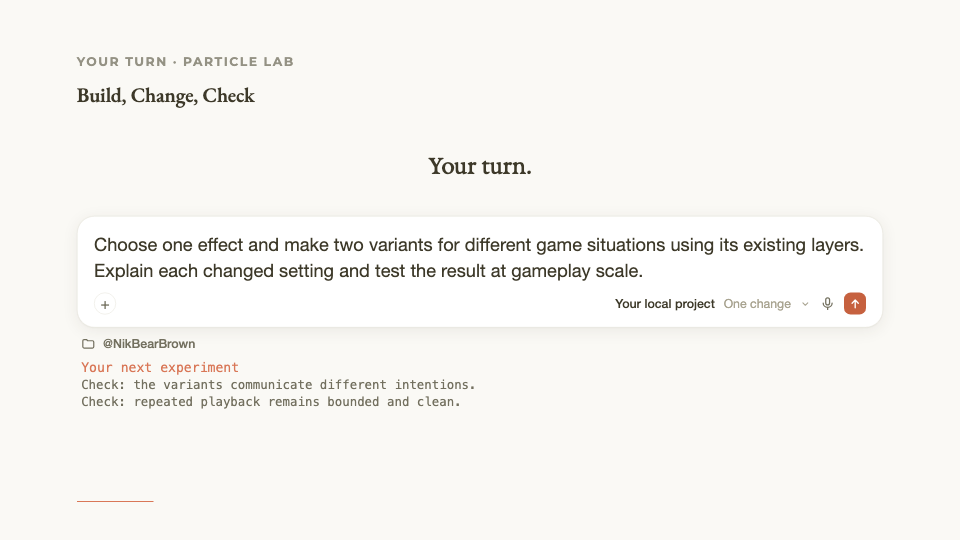 YOUR TURN · PARTICLE LAB
Build, Change, Check
Your turn.
Choose one effect and make two variants for different game situations using its existing layers.
Explain each changed setting and test the result at gameplay scale.
+
Your local project One change
@NikBearBrown
Your next experiment
Check: the variants communicate different intentions.
Check: repeated playback remains bounded and clean.